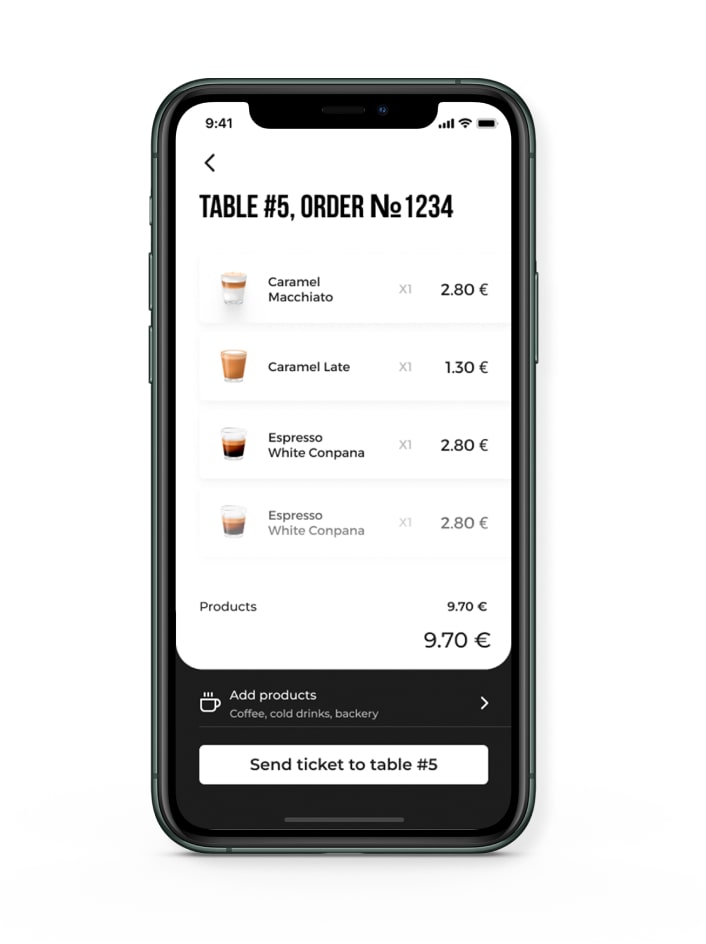 9:41
TABLE #5, ORDER №1234
Caramel
Macchiato
X1
2.80 €
Caramel Late
X1
1.30 €
Espresso
White Conpana
X1
2.80 €
Espresso
White Conpana
X1
2.80 €
Products
9.70 €
9.70 €
Add products
Coffee, cold drinks, backery
Send ticket to table #5